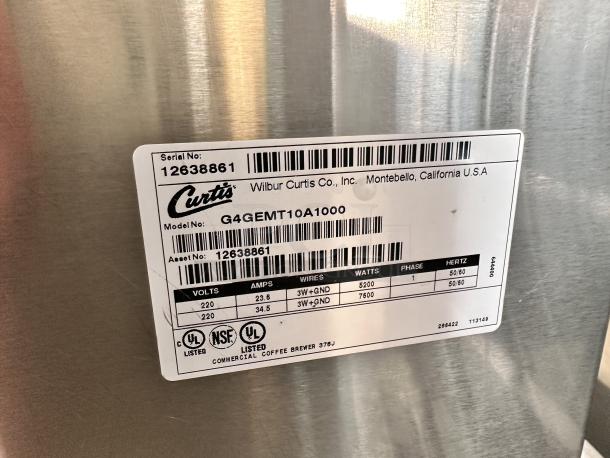 Serial No:
12638861
Curtis
Wilbur Curtis Co., Inc. Montebello, California U.S.A
Model No: G4GEMT10A1000
Asset No: 12638861
VOLTS AMPS WIRES WATTS PHASE HERTZ
220 23.6 3W+GND 5200 1 50/60
220 34.5 3W+GND 7600 50/60
C UL LISTED NSF UL LISTED
COMMERCIAL COFFEE BREWER 376J